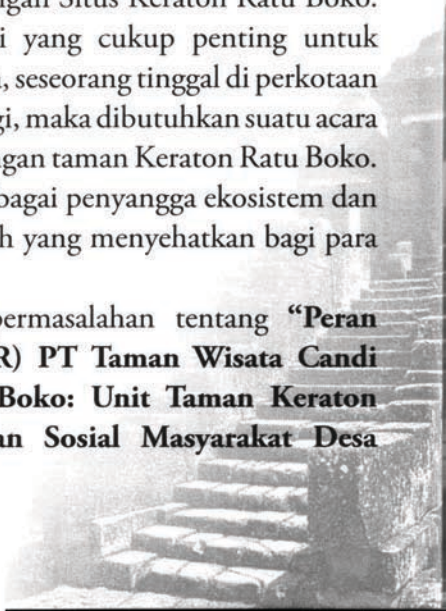 ngan Situs Keraton Ratu Boko.
i yang cukup penting untuk
i, seseorang tinggal di perkotaan
gi, maka dibutuhkan suatu acara
ngan taman Keraton Ratu Boko.
bagai penyangga ekosistem dan
h yang menyehatkan bagi para
permasalahan tentang “Peran
R) PT Taman Wisata Candi
Boko: Unit Taman Keraton
an Sosial Masyarakat Desa